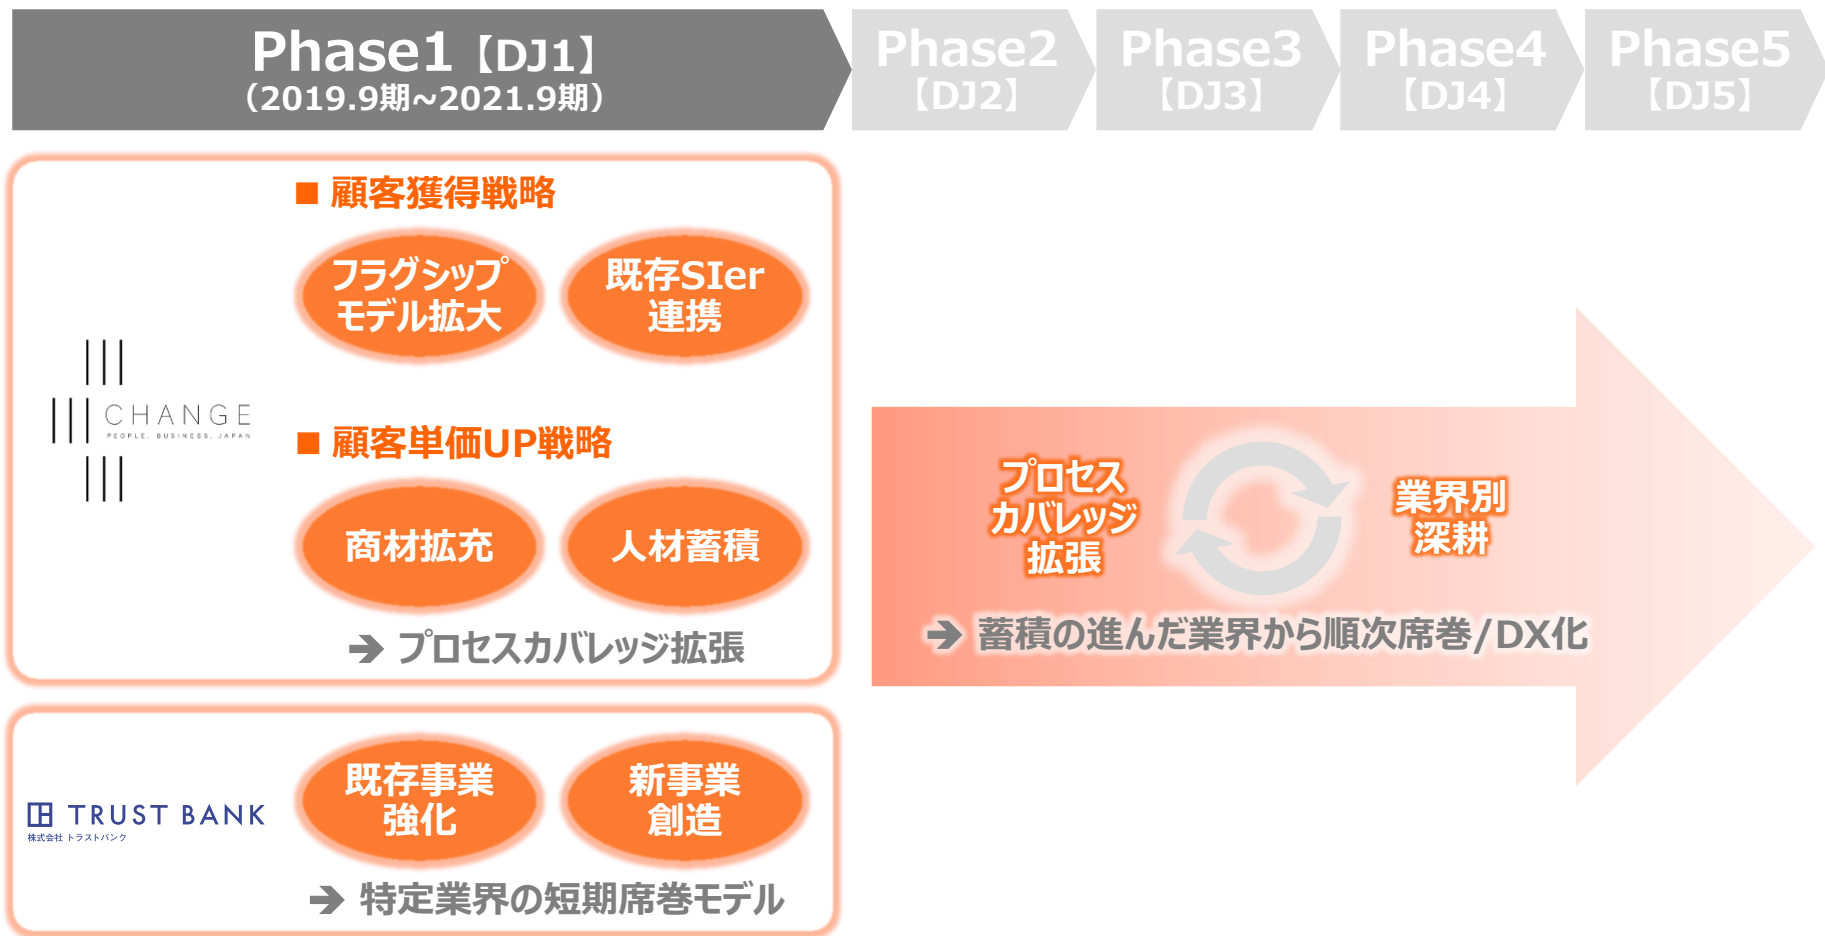 Phase1【DJ1】
（2019.9期~2021.9期）
Phase2
【DJ2】
Phase3
【DJ3】
Phase4
【DJ4】
Phase5
【DJ5】
■ 顧客獲得戦略
フラグシップ
モデル拡大
既存SIer
連携
CHANGE
PEOPLE. BUSINESS. JAPAN
■ 顧客単価UP戦略
商材拡充
人材蓄積
➔ プロセスカバレッジ拡張
プロセス
カバレッジ
拡張
業界別
深耕
➔ 蓄積の進んだ業界から順次席巻/DX化
TRUST BANK
株式会社 トラストバンク
既存事業
強化
新事業
創造
➔ 特定業界の短期席巻モデル